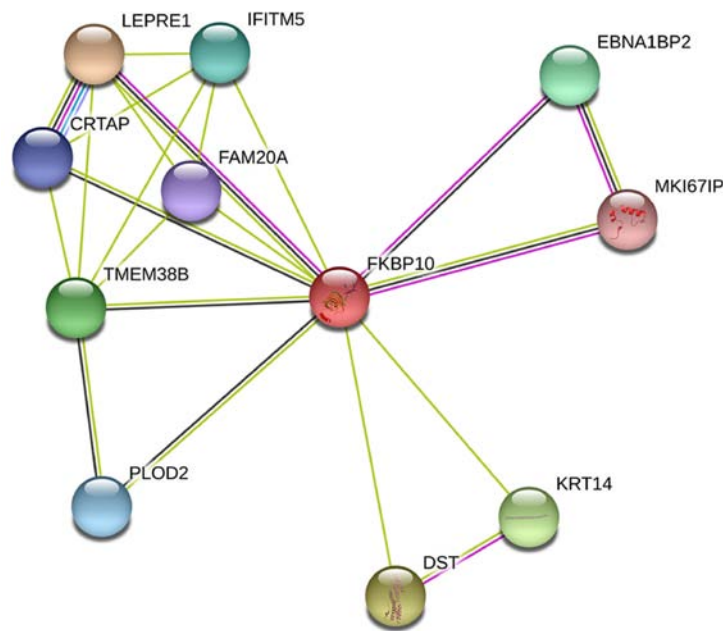 LEPRE1
IFITM5
EBNA1BP2
CRTAP
FAM20A
MKI67IP
FKBP10
TMEM38B
PLOD2
KRT14
DST